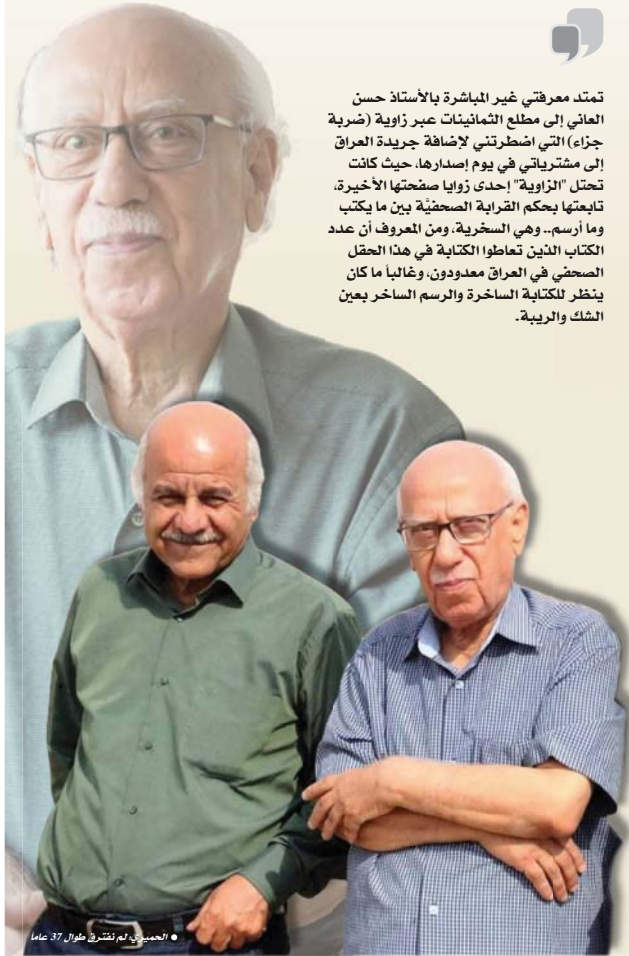 تمتد معرفتي غير المباشرة بالأستاذ حسن
العاني إلى مطلع الثمانينات عبر زاوية (ضربة
جزاء) التي اضطرتني لإضافة جريدة العراق
إلى مشترياتي في يوم إصدارها، حيث كانت
تحتل "الزاوية" إحدى زوايا صفحتها الأخيرة،
تابعتها بحكم القرابة الصحفيَّة بين ما يكتب
وما أرسم.. وهي السخرية، ومن المعروف أن عدد
الكتاب الذين تعاطوا الكتابة في هذا الحقل
الصحفي في العراق معدودون، وغالباً ما كان
ينظر للكتابة الساخرة والرسم الساخر بعين
الشك والريبة.
● الحميري: لم نفترق طوال 37 عاما